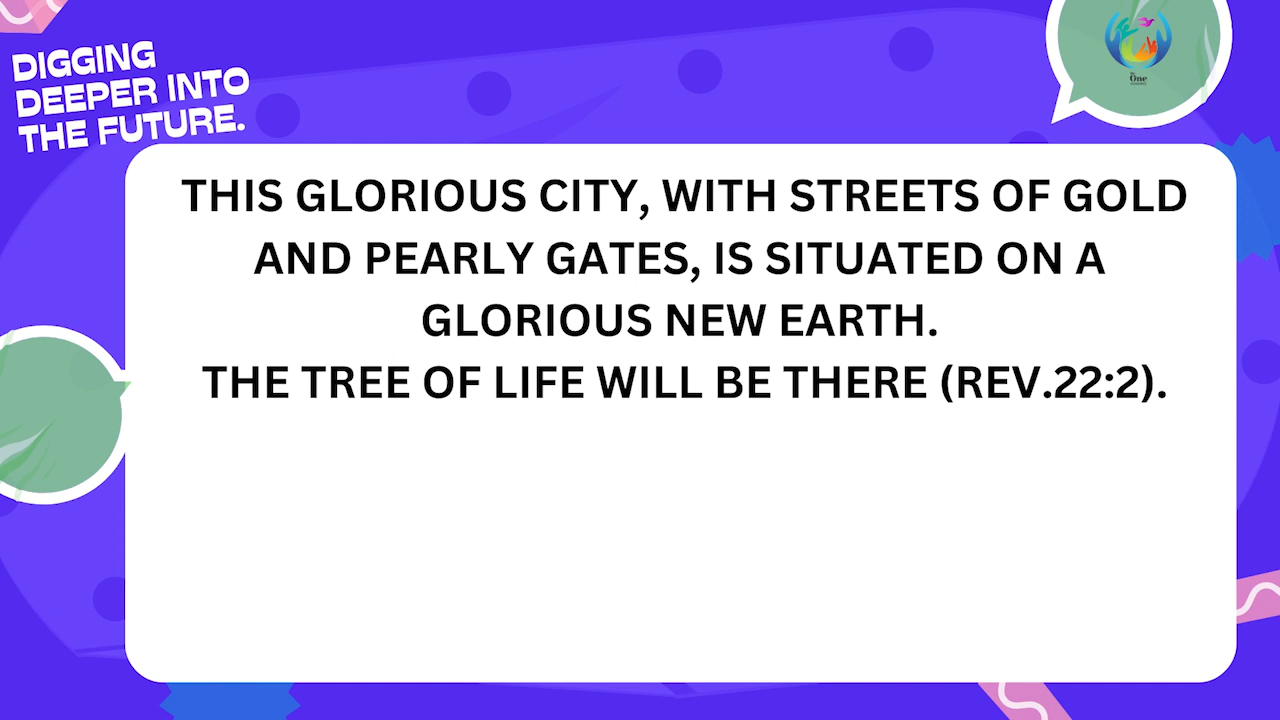 DIGGING
DEEPER INTO
THE FUTURE.
One
THIS GLORIOUS CITY, WITH STREETS OF GOLD
AND PEARLY GATES, IS SITUATED ON A
GLORIOUS NEW EARTH.
THE TREE OF LIFE WILL BE THERE (REV.22:2).